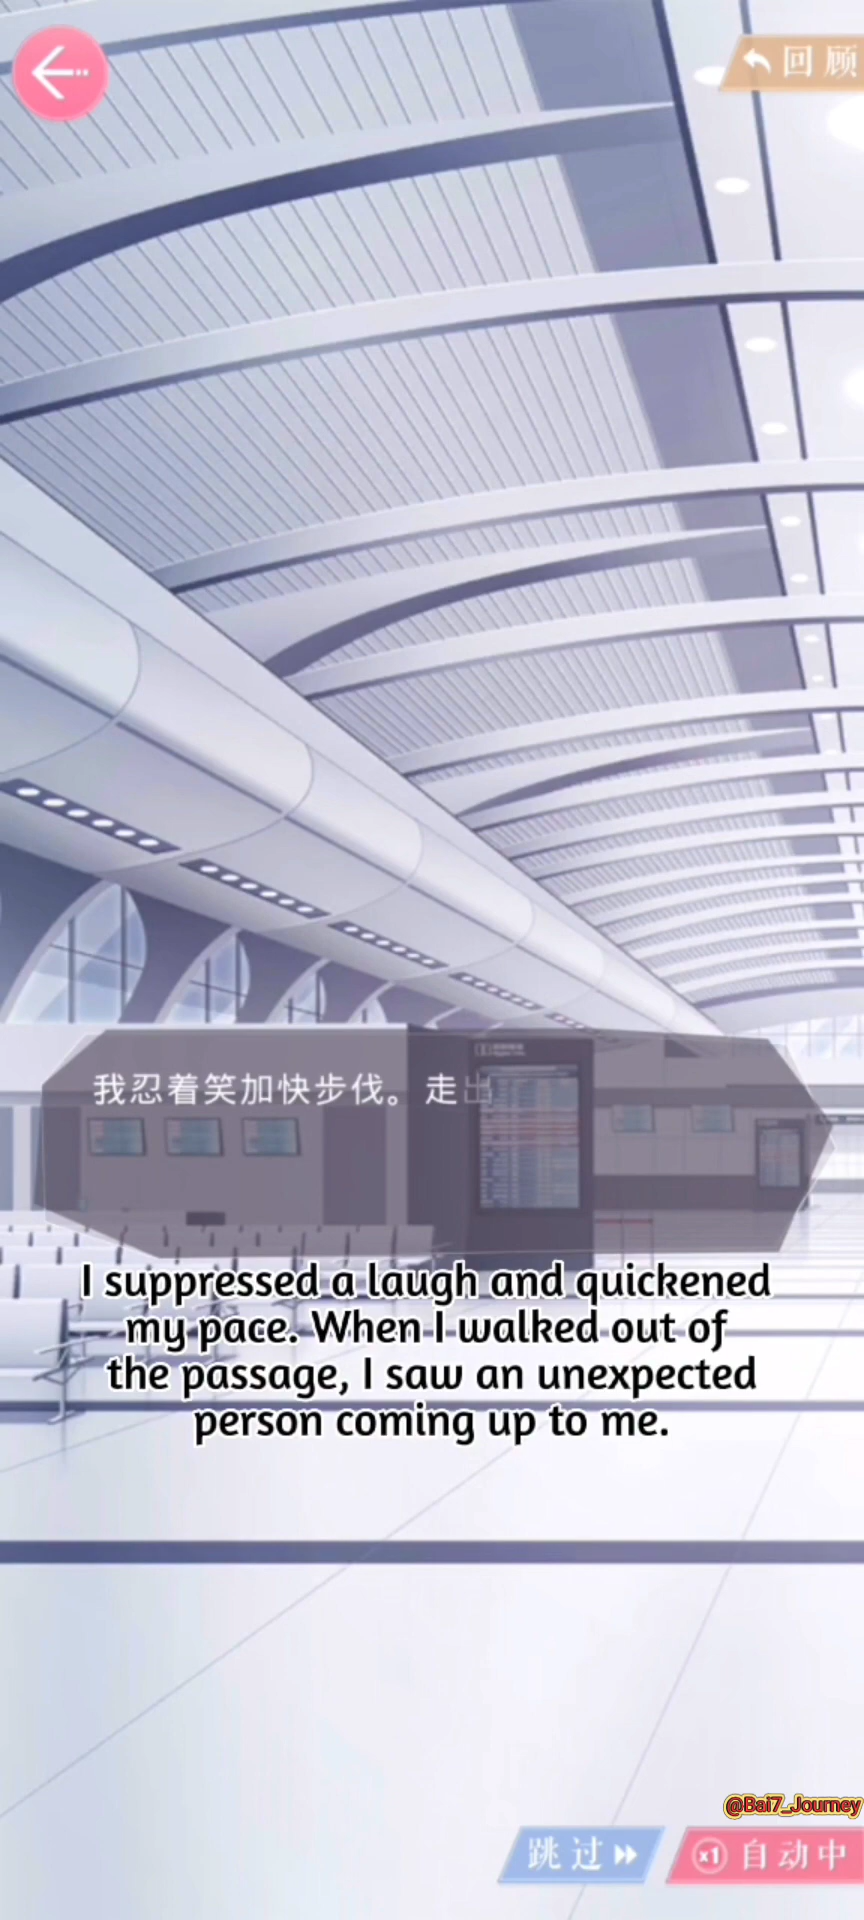 回顾
我忍着笑加快步伐。走出
I suppressed a laugh and quickened
my pace. When I walked out of
the passage, I saw an unexpected
person coming up to me.
@Bai7_Journey
跳过
x1 自动中